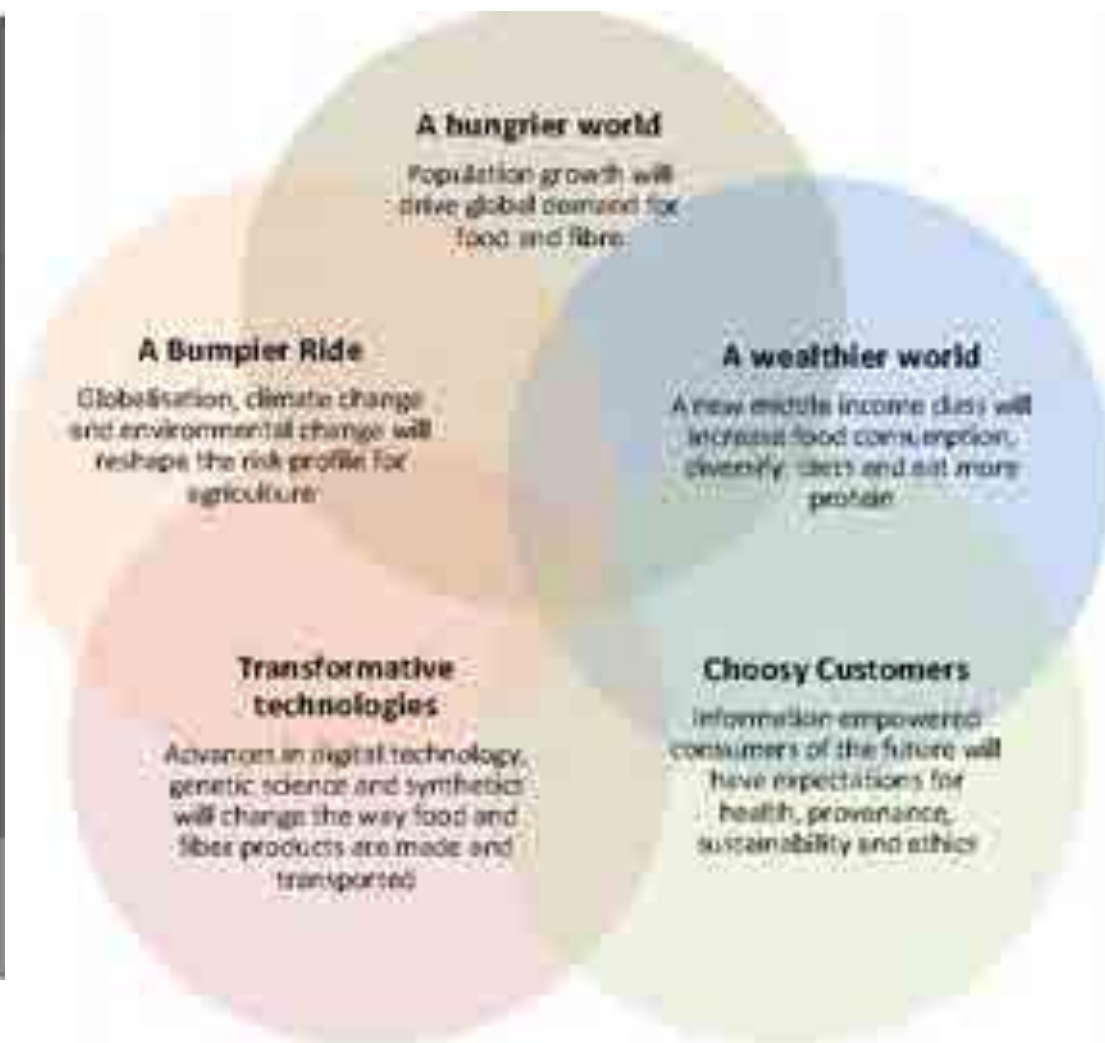 A hungrier world
Population growth will
drive global demand for
food and fibre
A Bumpier Ride
Globalisation, climate change
and environmental change will
reshape the risk profile for
agriculture
A wealthier world
A new middle income class will
increase food consumption,
diversify diets and eat more
protein
Transformative
technologies
Advances in digital technology,
genetic science and synthetics
will change the way food and
fiber products are made and
transported
Choosy Customers
Information empowered
consumers of the future will
have expectations for
health, provenance,
sustainability and ethics